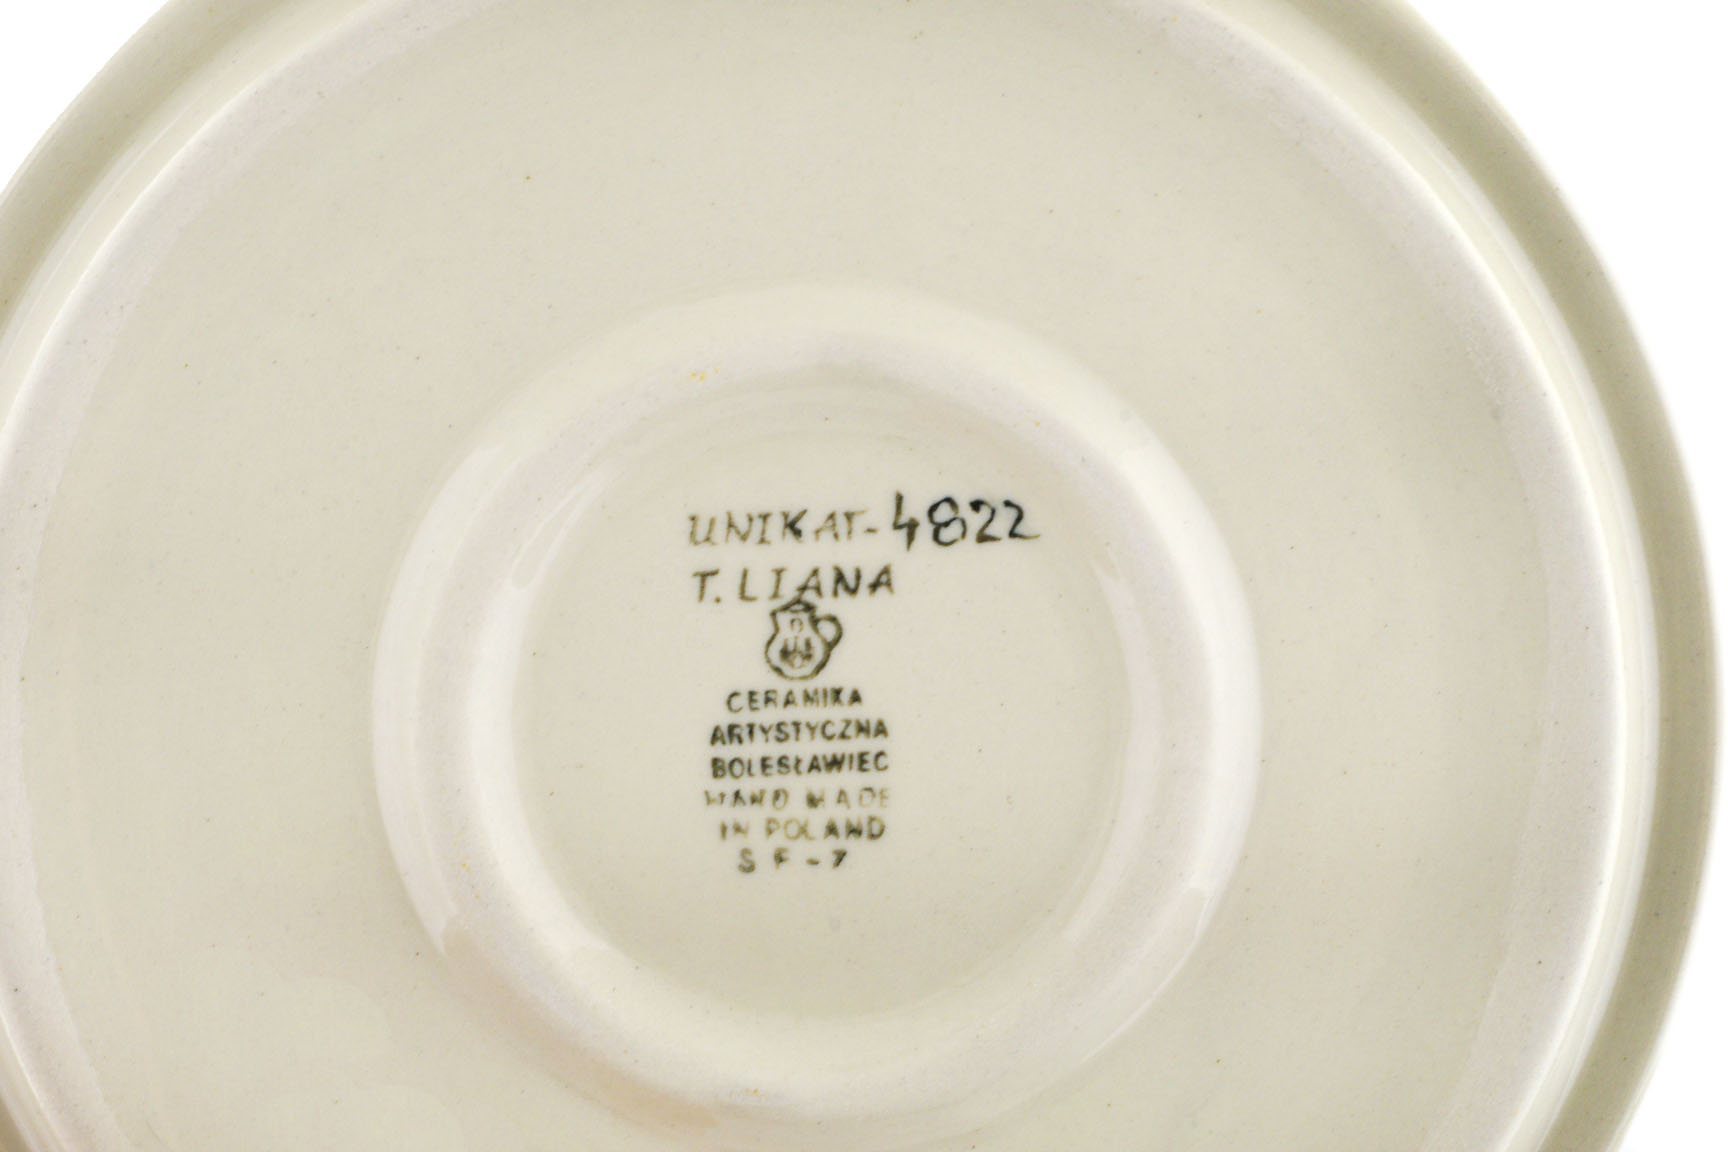 UNIKAT-4822
T. LIANA
CERAMIKA
ARTYSTYCZNA
BOLESŁAWIEC
HAND MADE
IN POLAND
SF-7